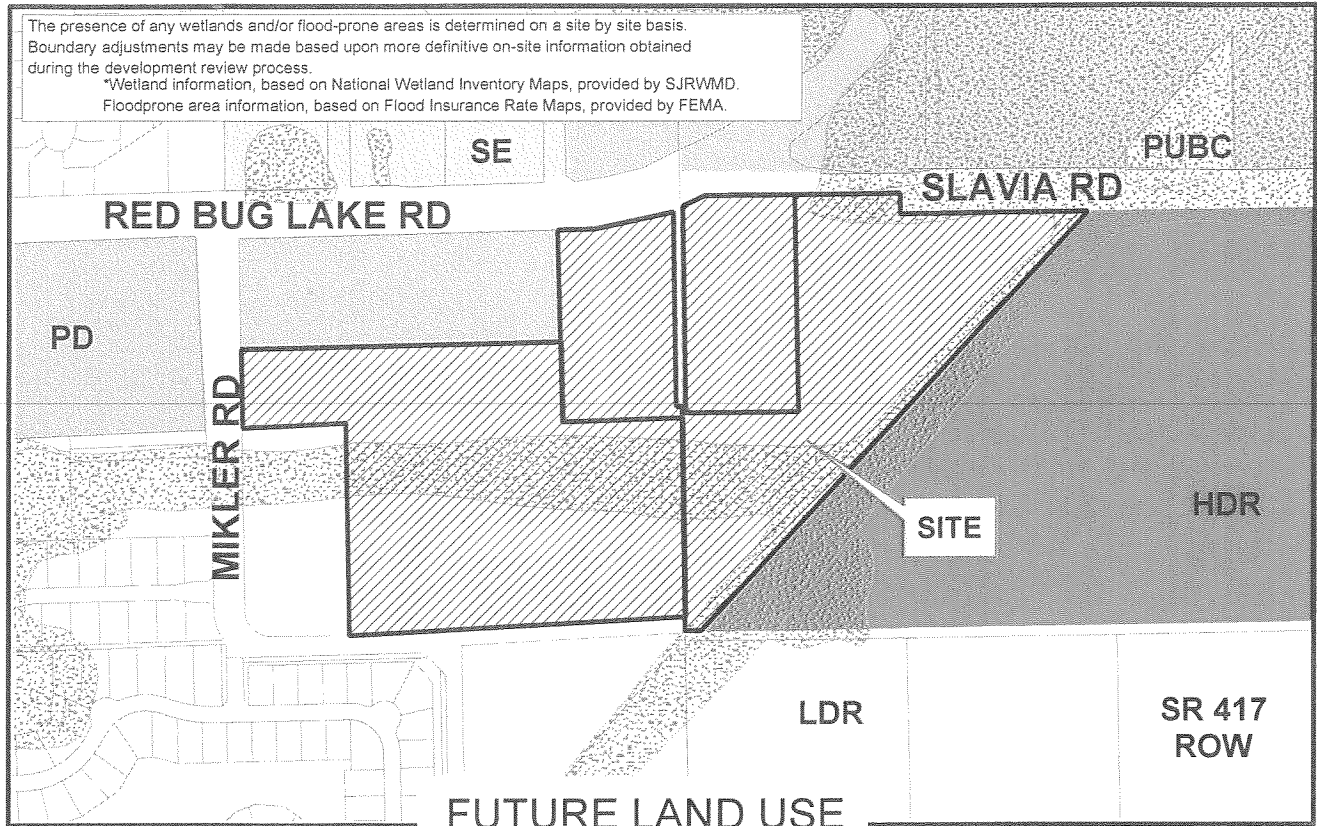 The presence of any wetlands and/or flood-prone areas is determined on a site by site basis.
Boundary adjustments may be made based upon more definitive on-site information obtained
during the development review process.
*Wetland information, based on National Wetland Inventory Maps, provided by SJRWMD.
Floodprone area information, based on Flood Insurance Rate Maps, provided by FEMA.
SE
PUBC
SLAVIA RD
RED BUG LAKE RD
PD
MIKLER RD
HDR
SITE
LDR
SR 417
ROW
FUTURE LAND USE